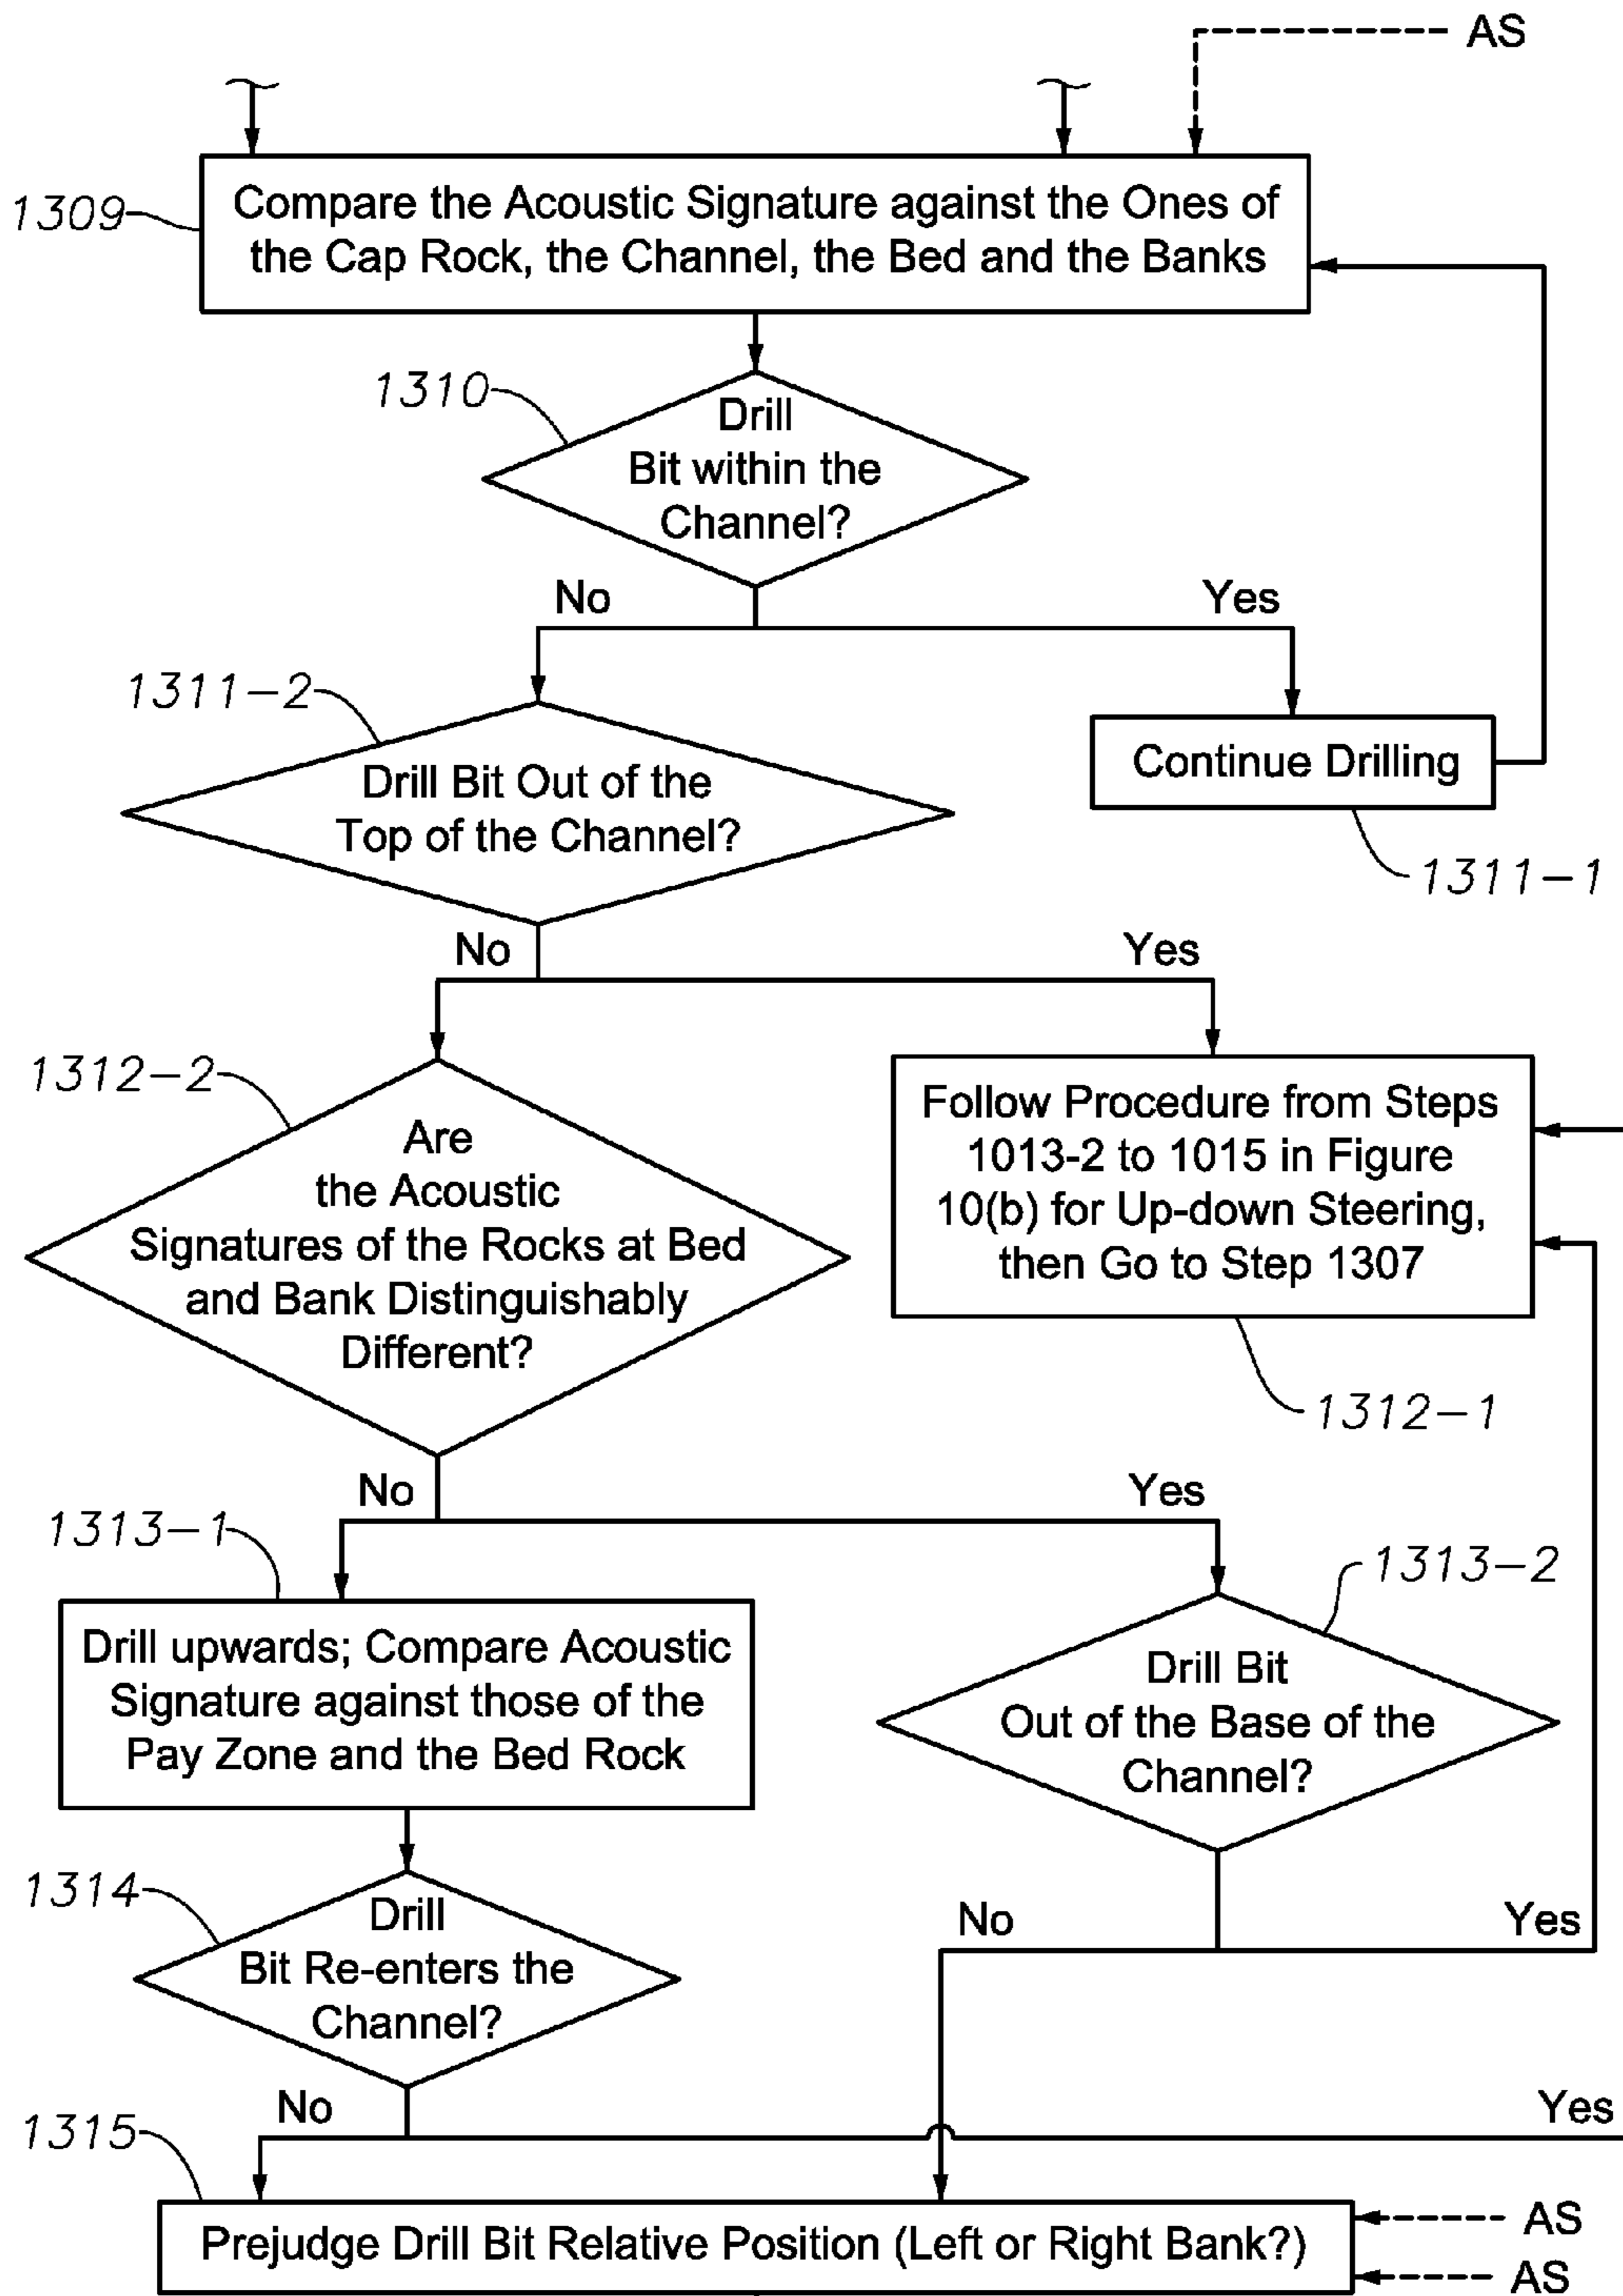 AS
1309
Compare the Acoustic Signature against the Ones of
the Cap Rock, the Channel, the Bed and the Banks
1310
Drill
Bit within the
Channel?
No
Yes
1311-2
Drill Bit Out of the
Top of the Channel?
Continue Drilling
1311-1
No
Yes
1312-2
Are
the Acoustic
Signatures of the Rocks at Bed
and Bank Distinguishably
Different?
Follow Procedure from Steps
1013-2 to 1015 in Figure
10(b) for Up-down Steering,
then Go to Step 1307
1312-1
No
Yes
1313-1
1313-2
Drill upwards; Compare Acoustic
Signature against those of the
Pay Zone and the Bed Rock
Drill Bit
Out of the Base of the
Channel?
1314
Drill
Bit Re-enters the
Channel?
No
Yes
No
Yes
1315
Prejudge Drill Bit Relative Position (Left or Right Bank?)
AS
AS